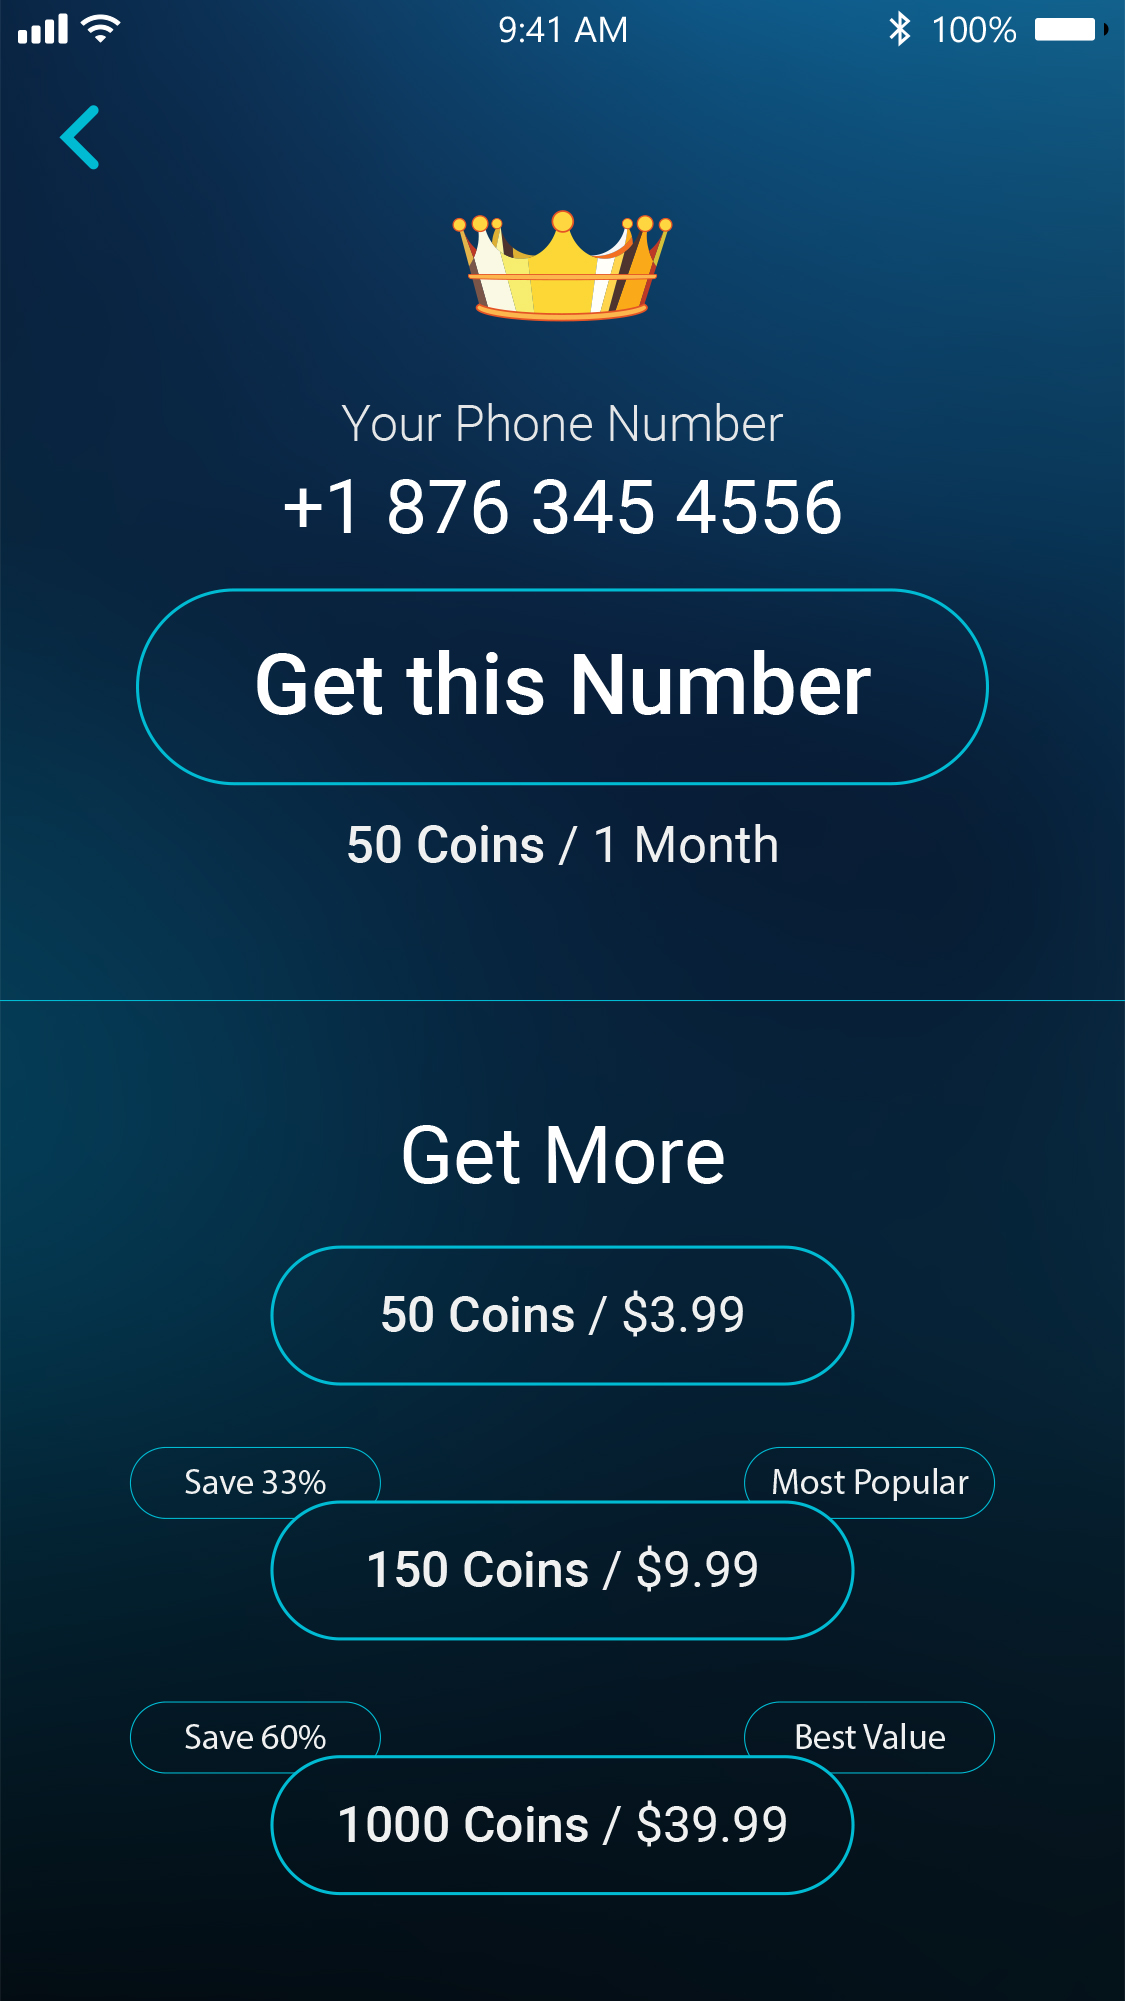 9:41 AM
100%
Your Phone Number
+1 876 345 4556
Get this Number
50 Coins / 1 Month
Get More
50 Coins / $3.99
Save 33%
Most Popular
150 Coins / $9.99
Save 60%
Best Value
1000 Coins / $39.99